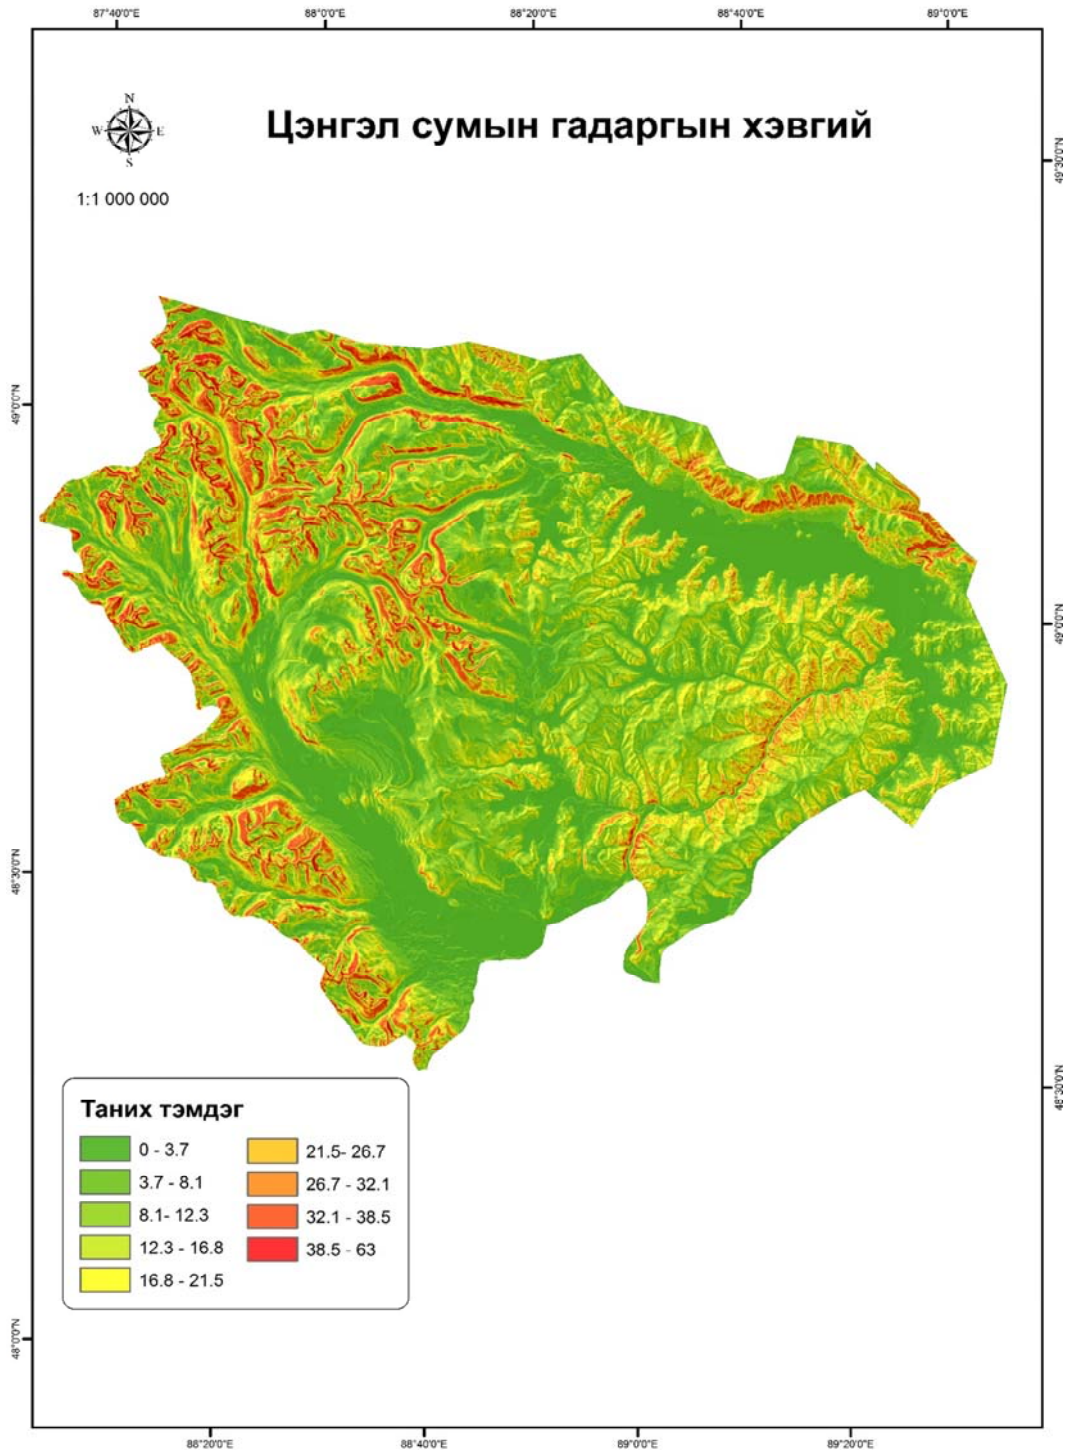 87°40'0"E 88°0'0"E 88°20'0"E 88°40'0"E 89°0'0"E
N
W E
S
Цэнгэл сумын гадаргын хэвгий
1:1 000 000
49°30'0"N
49°0'0"N
49°0'0"N
48°30'0"N
48°30'0"N
48°0'0"N
Таних тэмдэг
0 - 3.7
3.7 - 8.1
8.1- 12.3
12.3 - 16.8
16.8 - 21.5
21.5- 26.7
26.7 - 32.1
32.1 - 38.5
38.5 - 63
88°20'0"E 88°40'0"E 89°0'0"E 89°20'0"E